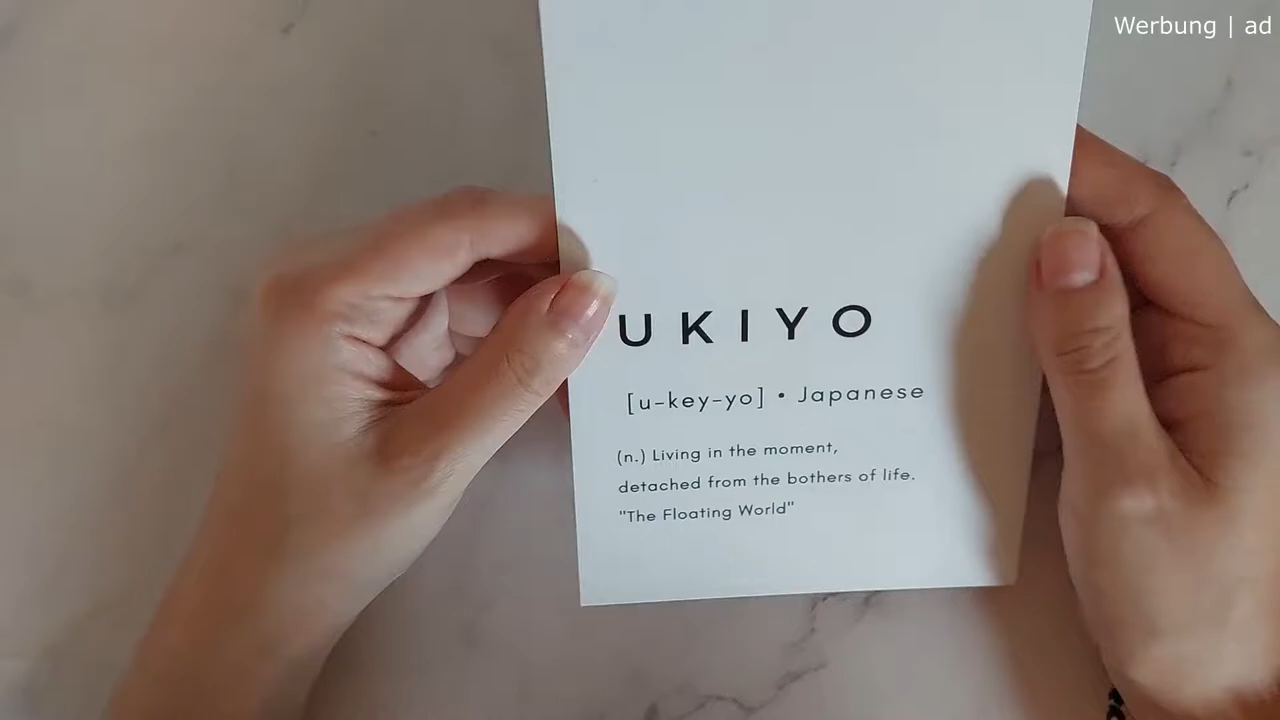 Werbung | ad
UKIYO
[u-key-yo] • Japanese
(n.) Living in the moment,
detached from the bothers of life.
"The Floating World"